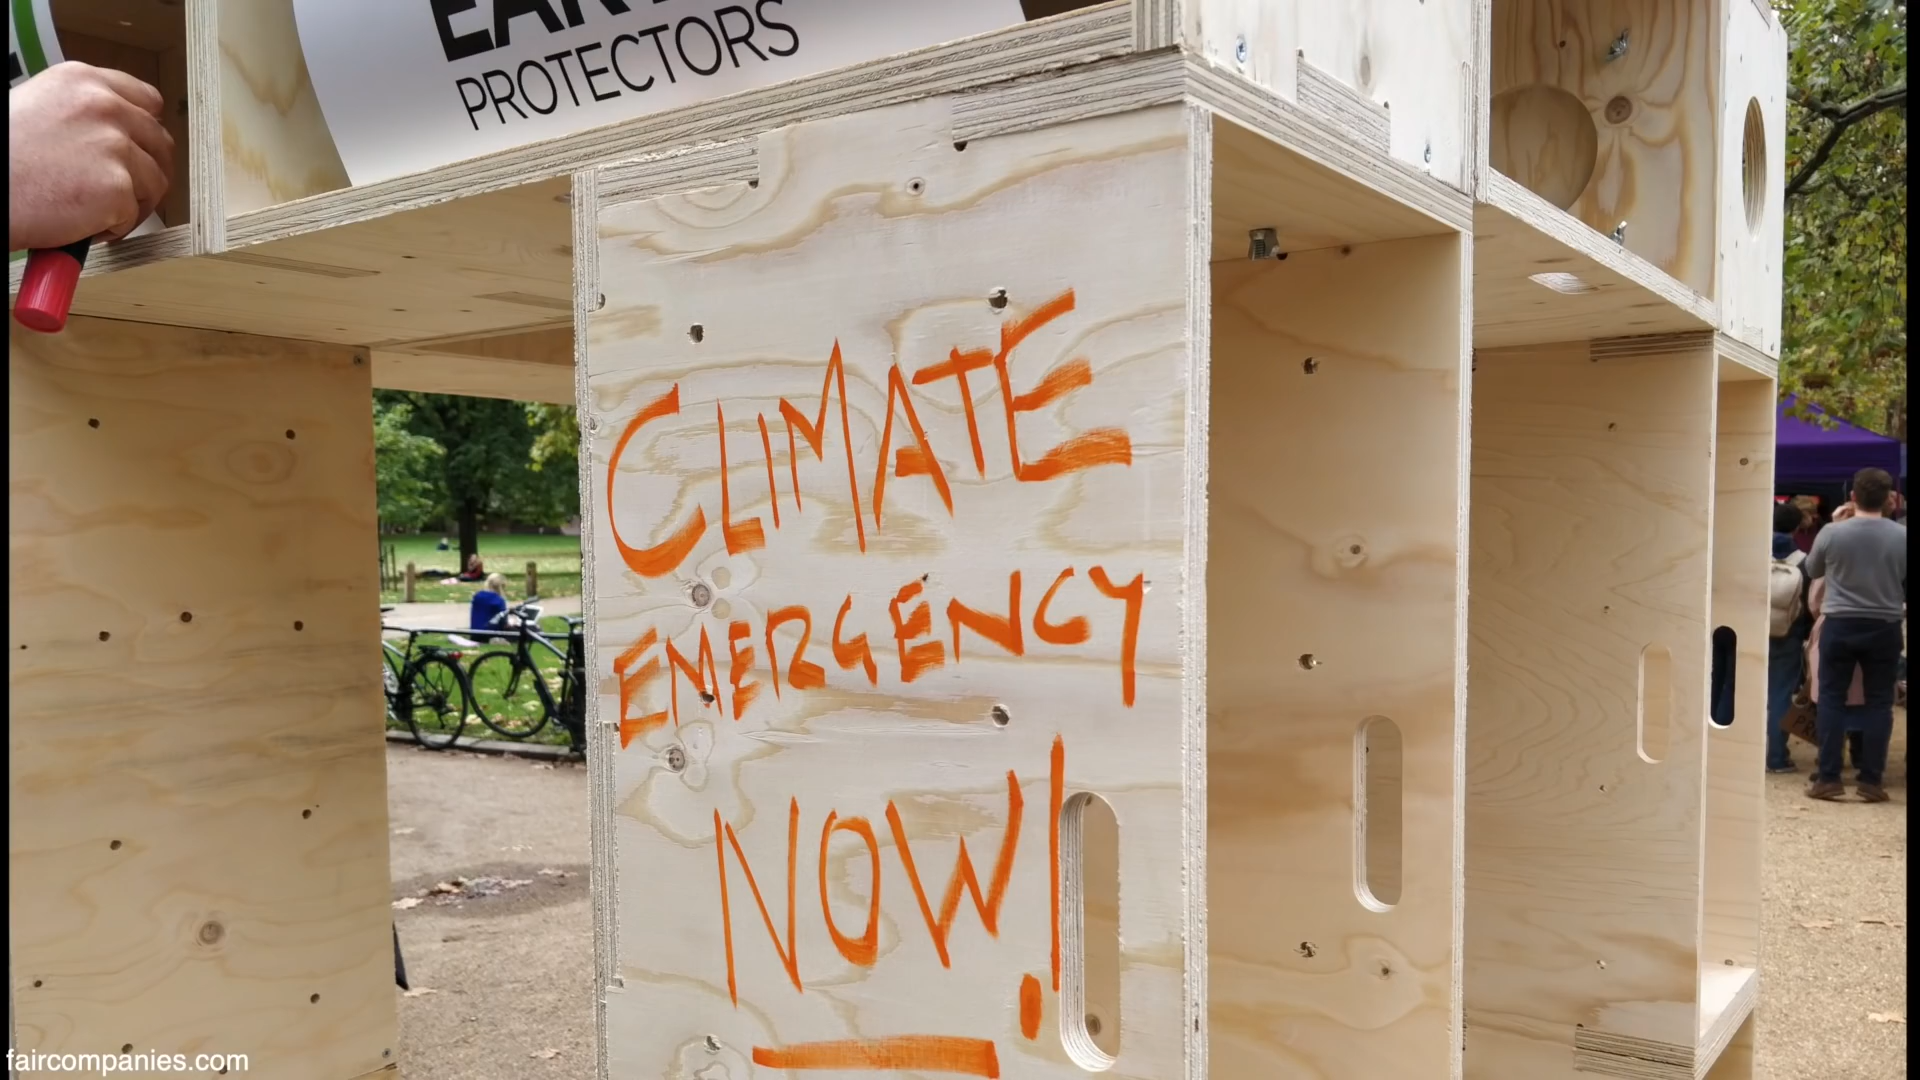 PROTECTORS
CLIMATE
EMERGENCY
NOW!
faircompanies.com